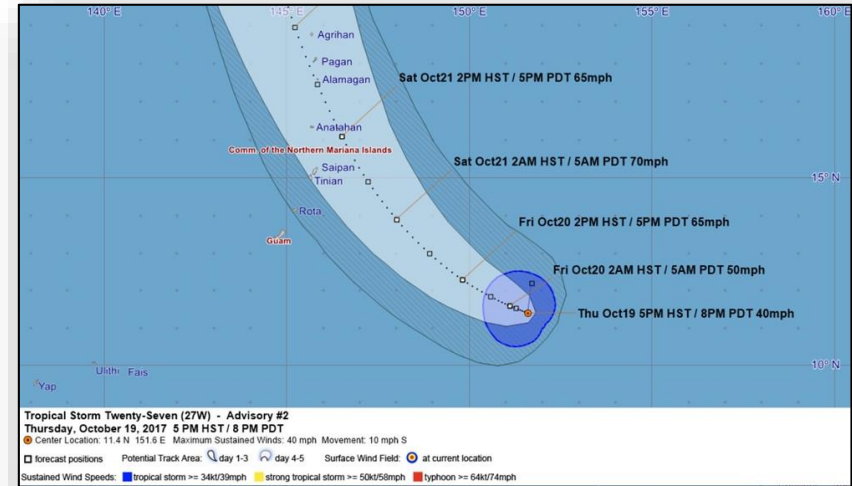 140° E
145° E
150° E
155° E
160° E
Agrihan
Pagan
Alamagan
Sat Oct21 2PM HST / 5PM PDT 65mph
Anatahan
Comm. of the Northern Mariana Islands
Sat Oct21 2AM HST / 5AM PDT 70mph
Saipan
Tinian
15° N
Rota
Fri Oct20 2PM HST / 5PM PDT 65mph
Guam
Fri Oct20 2AM HST / 5AM PDT 50mph
Thu Oct19 5PM HST / 8PM PDT 40mph
10° N
Ulithi Fais
Yap
Tropical Storm Twenty-Seven (27W) - Advisory #2
Thursday, October 19, 2017 5 PM HST / 8 PM PDT
Center Location: 11.4 N 151.6 E Maximum Sustained Winds: 40 mph Movement: 10 mph S
forecast positions Potential Track Area: day 1-3 day 4-5 Surface Wind Field: at current location
Sustained Wind Speeds: tropical storm >= 34kt/39mph strong tropical storm >= 50kt/58mph typhoon >= 64kt/74mph